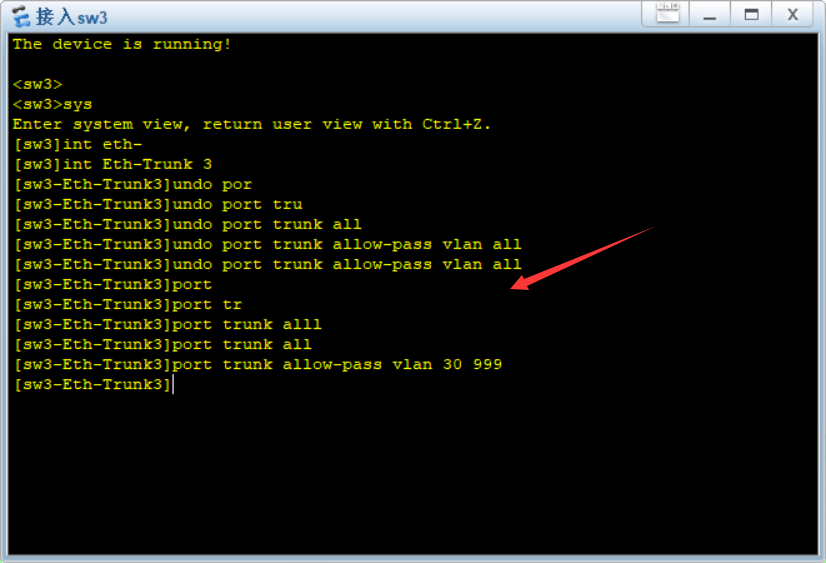 接入sw3
The device is running!
<sw3>
<sw3>sys
Enter system view, return user view with Ctrl+Z.
[sw3]int eth-
[sw3]int Eth-Trunk 3
[sw3-Eth-Trunk3]undo por
[sw3-Eth-Trunk3]undo port tru
[sw3-Eth-Trunk3]undo port trunk all
[sw3-Eth-Trunk3]undo port trunk allow-pass vlan all
[sw3-Eth-Trunk3]undo port trunk allow-pass vlan all
[sw3-Eth-Trunk3]port
[sw3-Eth-Trunk3]port tr
[sw3-Eth-Trunk3]port trunk alll
[sw3-Eth-Trunk3]port trunk all
[sw3-Eth-Trunk3]port trunk allow-pass vlan 30 999
[sw3-Eth-Trunk3]